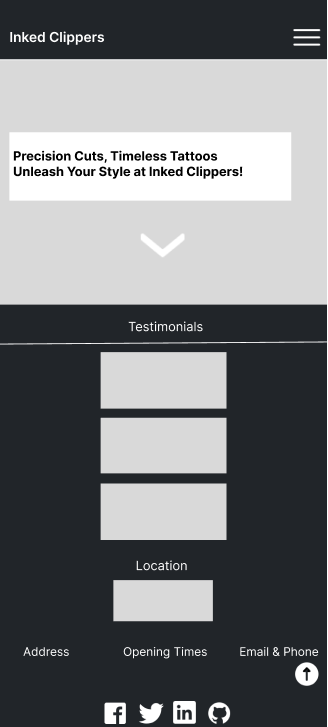 Inked Clippers
Precision Cuts, Timeless Tattoos
Unleash Your Style at Inked Clippers!
Testimonials
Location
Address Opening Times Email & Phone